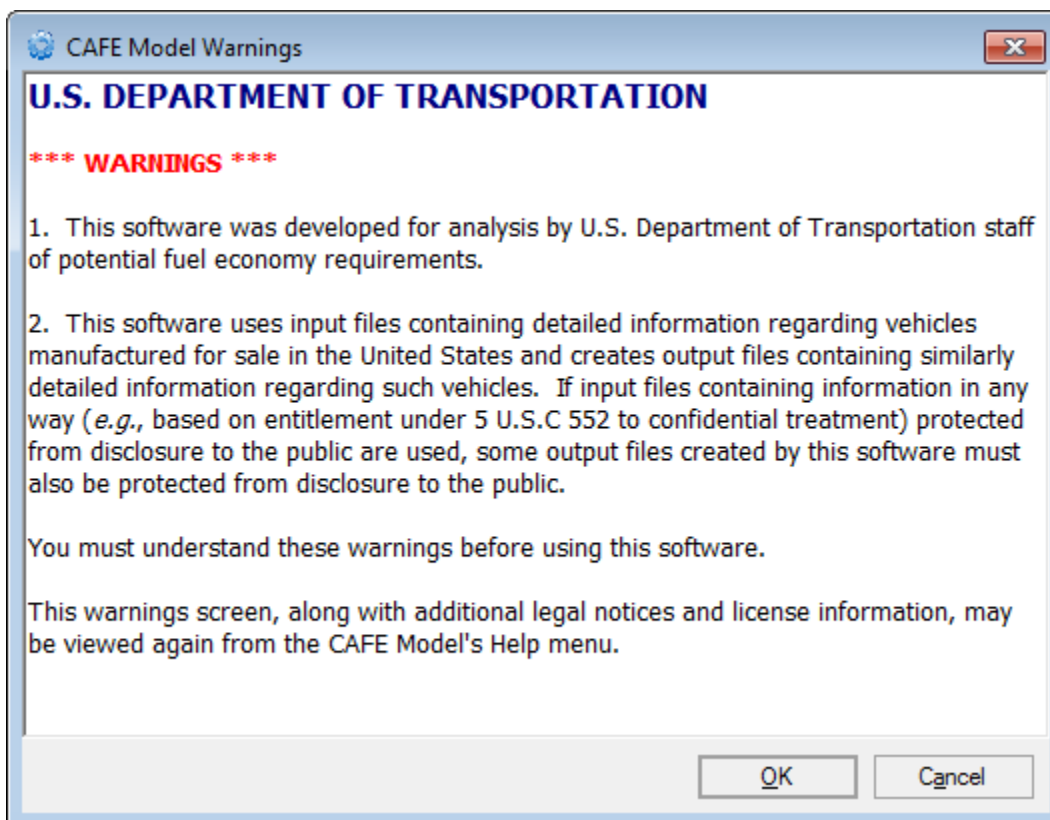 CAFE Model Warnings
U.S. DEPARTMENT OF TRANSPORTATION
*** WARNINGS ***
1.  This software was developed for analysis by U.S. Department of Transportation staff
of potential fuel economy requirements.
2.  This software uses input files containing detailed information regarding vehicles
manufactured for sale in the United States and creates output files containing similarly
detailed information regarding such vehicles.  If input files containing information in any
way (e.g., based on entitlement under 5 U.S.C 552 to confidential treatment) protected
from disclosure to the public are used, some output files created by this software must
also be protected from disclosure to the public.
You must understand these warnings before using this software.
This warnings screen, along with additional legal notices and license information, may
be viewed again from the CAFE Model's Help menu.
OK
Cancel